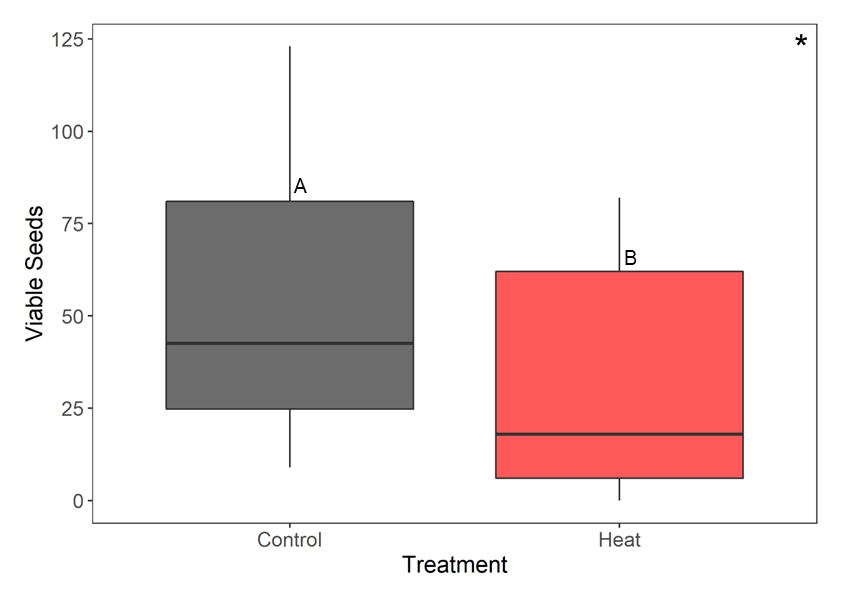 *
125
100
75
50
25
0
Viable Seeds
A
B
Control Heat
Treatment